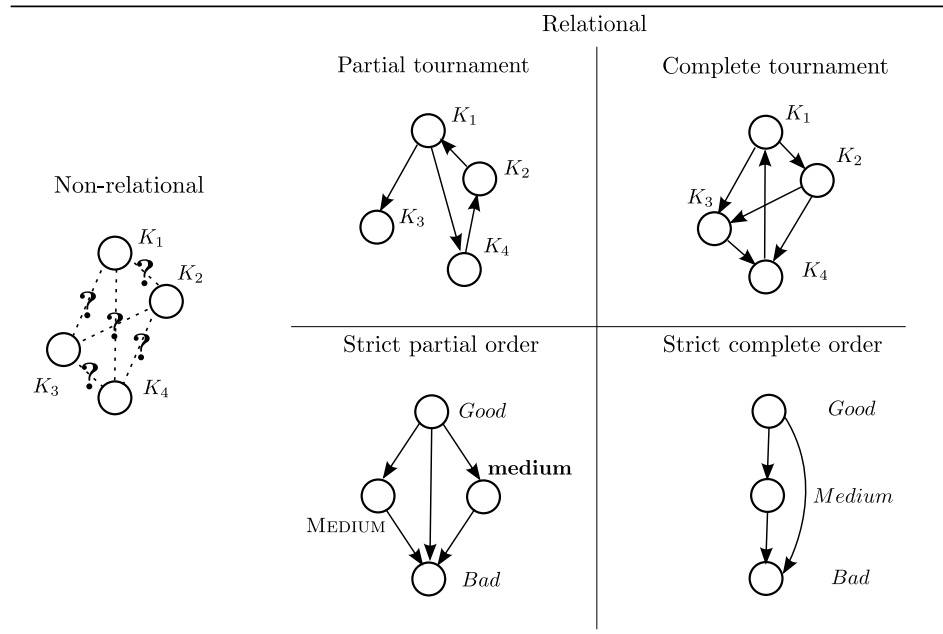 Relational
Partial tournament
Complete tournament
K₁
K₂
K₃
K₄
K₁
K₂
K₃
K₄
Non-relational
K₁
?
K₂
?
?
?
?
K₃
K₄
Strict partial order
Strict complete order
Good
medium
MEDIUM
Bad
Good
Medium
Bad